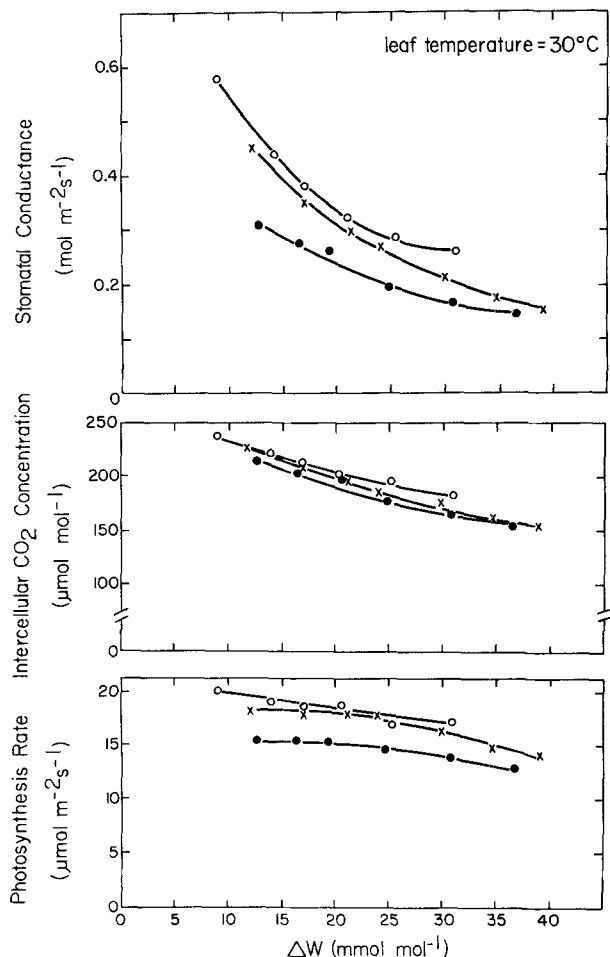 leaf temperature = 30°C
Stomatal Conductance
(mol m⁻²s⁻¹)
0.6
0.4
0.2
0
Intercellular CO₂ Concentration
(μmol mol⁻¹)
250
200
150
100
0
Photosynthesis Rate
(μmol m⁻²s⁻¹)
20
15
10
5
0
0 5 10 15 20 25 30 35 40
ΔW (mmol mol⁻¹)